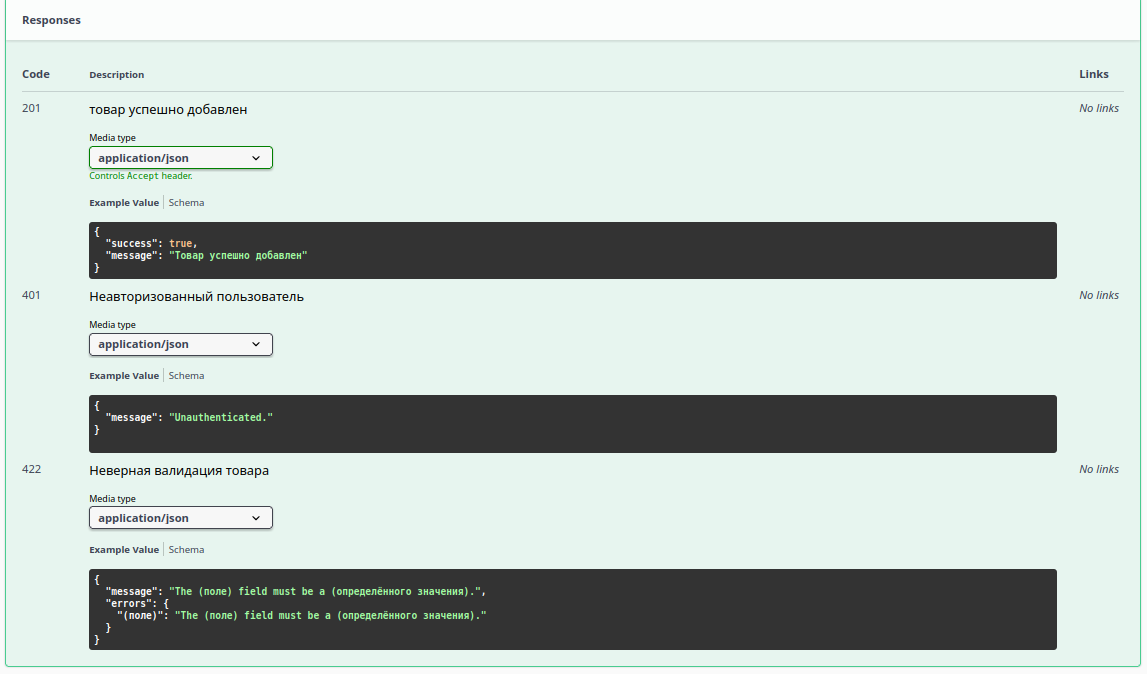 Responses
Code Description Links
201 товар успешно добавлен No links
Media type
application/json
Controls Accept header.
Example Value Schema
{
"success": true,
"message": "Товар успешно добавлен"
}
401 Неавторизованный пользователь No links
Media type
application/json
Example Value Schema
{
"message": "Unauthenticated."
}
422 Неверная валидация товара No links
Media type
application/json
Example Value Schema
{
"message": "The (поле) field must be a (определённого значения).",
"errors": {
"(поле)": "The (поле) field must be a (определённого значения)."
}
}